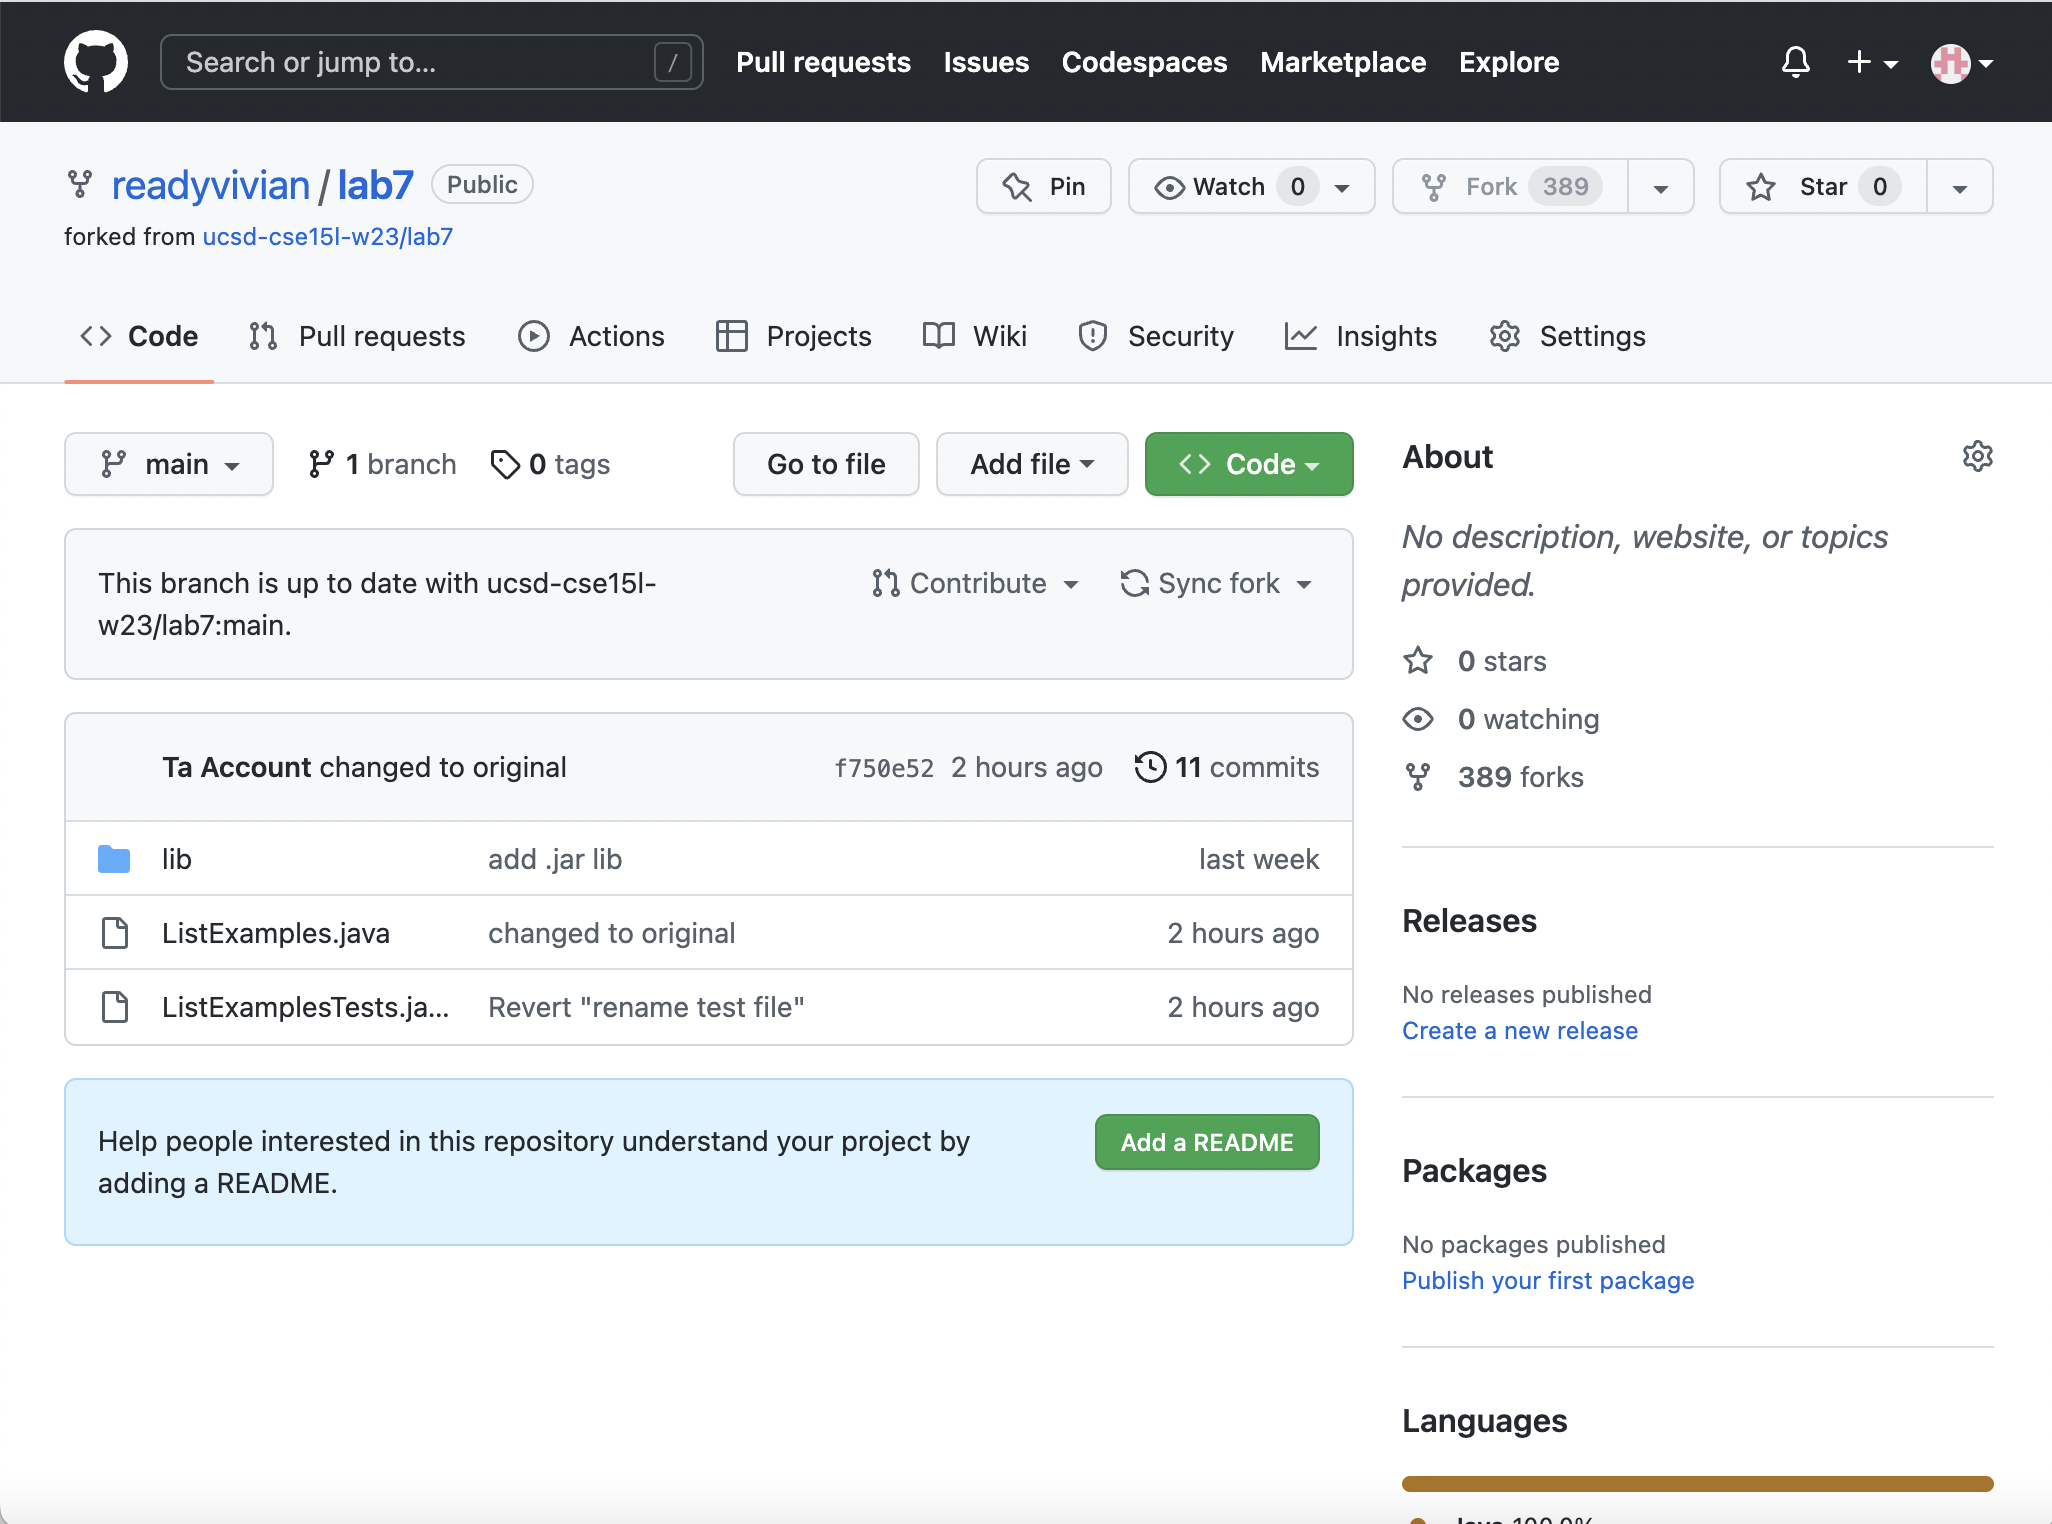 Search or jump to... /
Pull requests Issues Codespaces Marketplace Explore
readyvivian / lab7 Public
Pin Watch 0 Fork 389 Star 0
forked from ucsd-cse15l-w23/lab7
Code Pull requests Actions Projects Wiki Security Insights Settings
main 1 branch 0 tags Go to file Add file Code
This branch is up to date with ucsd-cse15l-
w23/lab7:main.
Contribute Sync fork
Ta Account changed to original f750e52 2 hours ago 11 commits
lib add .jar lib last week
ListExamples.java changed to original 2 hours ago
ListExamplesTests.ja... Revert "rename test file" 2 hours ago
Help people interested in this repository understand your project by
adding a README.
Add a README
About
No description, website, or topics
provided.
0 stars
0 watching
389 forks
Releases
No releases published
Create a new release
Packages
No packages published
Publish your first package
Languages
Java 100.0%